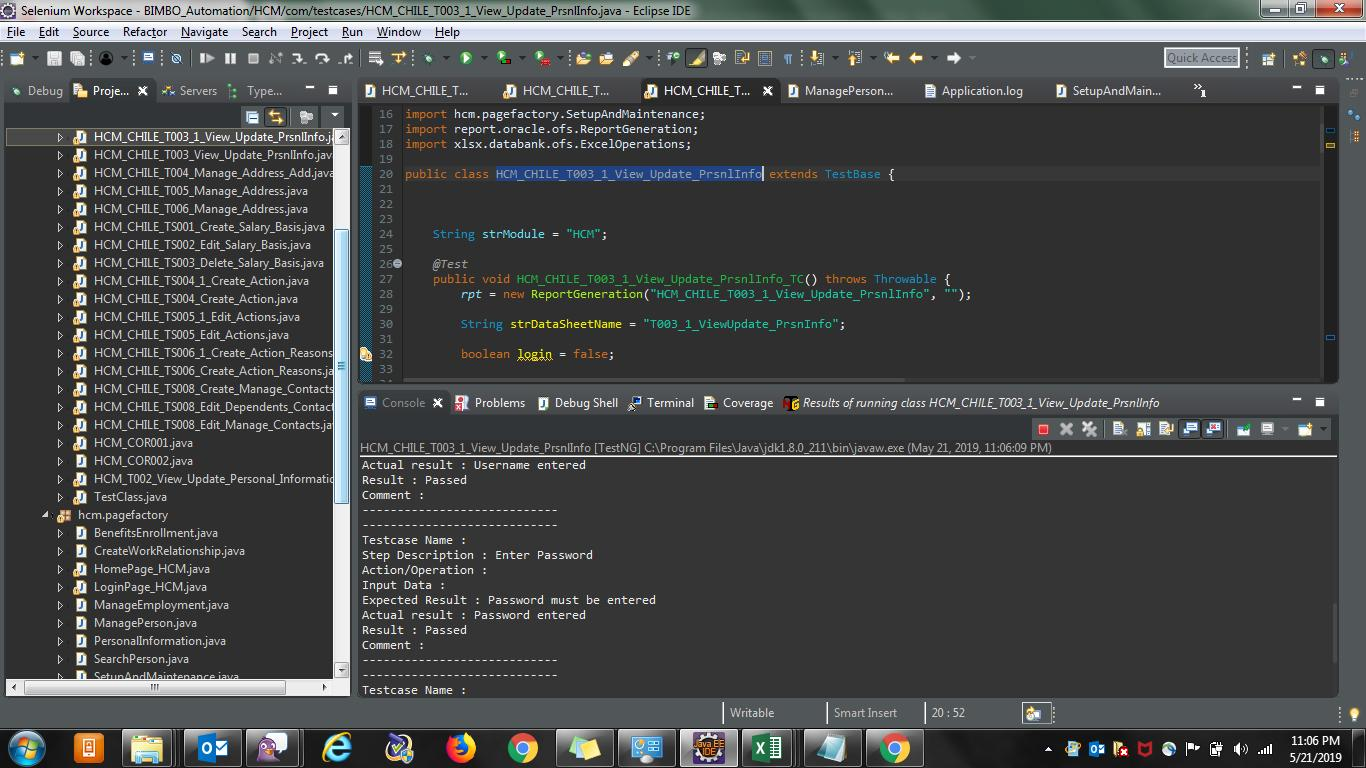 Selenium Workspace - BIMBO_Automation/HCM/com/testcases/HCM_CHILE_T003_1_View_Update_PrsnlInfo.java - Eclipse IDE
File Edit Source Refactor Navigate Search Project Run Window Help
Quick Access
Debug Proje... Servers Type...
HCM_CHILE_T003_1_View_Update_PrsnlInfo.ja
HCM_CHILE_T003_View_Update_PrsnlInfo.java
HCM_CHILE_T004_Manage_Address_Add.java
HCM_CHILE_T005_Manage_Address.java
HCM_CHILE_T006_Manage_Address.java
HCM_CHILE_TS001_Create_Salary_Basis.java
HCM_CHILE_TS002_Edit_Salary_Basis.java
HCM_CHILE_TS003_Delete_Salary_Basis.java
HCM_CHILE_TS004_1_Create_Action.java
HCM_CHILE_TS004_Create_Action.java
HCM_CHILE_TS005_1_Edit_Actions.java
HCM_CHILE_TS005_Edit_Actions.java
HCM_CHILE_TS006_1_Create_Action_Reasons
HCM_CHILE_TS006_Create_Action_Reasons.ja
HCM_CHILE_TS008_Create_Manage_Contacts
HCM_CHILE_TS008_Edit_Dependents_Contact
HCM_CHILE_TS008_Edit_Manage_Contacts.ja
HCM_COR001.java
HCM_COR002.java
HCM_T002_View_Update_Personal_Informatio
TestClass.java
hcm.pagefactory
BenefitsEnrollment.java
CreateWorkRelationship.java
HomePage_HCM.java
LoginPage_HCM.java
ManageEmployment.java
ManagePerson.java
PersonalInformation.java
SearchPerson.java
SetupAndMaintenance.java
HCM_CHILE_T... HCM_CHILE_T... HCM_CHILE_T... ManagePerson... Application.log SetupAndMain... »1
16 import hcm.pagefactory.SetupAndMaintenance;
17 import report.oracle.ofs.ReportGeneration;
18 import xlsx.databank.ofs.ExcelOperations;
19
20 public class HCM_CHILE_T003_1_View_Update_PrsnlInfo extends TestBase {
21
22
23
24 String strModule = "HCM";
25
26 @Test
27 public void HCM_CHILE_T003_1_View_Update_PrsnlInfo_TC() throws Throwable {
28 rpt = new ReportGeneration("HCM_CHILE_T003_1_View_Update_PrsnlInfo", "");
29
30 String strDataSheetName = "T003_1_ViewUpdate_PrsnInfo";
31
32 boolean login = false;
33
Console Problems Debug Shell Terminal Coverage Results of running class HCM_CHILE_T003_1_View_Update_PrsnlInfo
HCM_CHILE_T003_1_View_Update_PrsnlInfo [TestNG] C:\Program Files\Java\jdk1.8.0_211\bin\javaw.exe (May 21, 2019, 11:06:09 PM)
Actual result : Username entered
Result : Passed
Comment :
----------------------------
----------------------------
Testcase Name :
Step Description : Enter Password
Action/Operation :
Input Data :
Expected Result : Password must be entered
Actual result : Password entered
Result : Passed
Comment :
----------------------------
----------------------------
Testcase Name :
Writable Smart Insert 20 : 52
Java EE
IDE
11:06 PM
5/21/2019